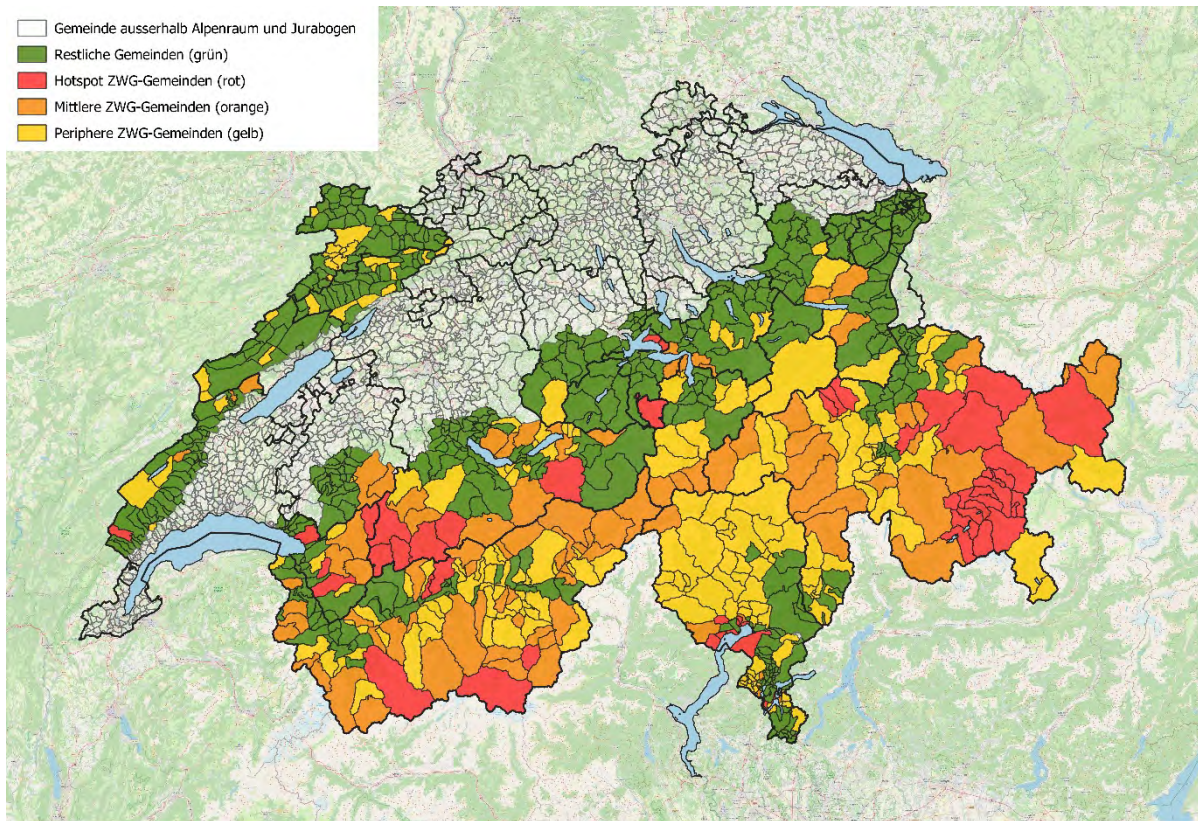 Gemeinde ausserhalb Alpenraum und Jurabogen
Restliche Gemeinden (grün)
Hotspot ZWG-Gemeinden (rot)
Mittlere ZWG-Gemeinden (orange)
Periphere ZWG-Gemeinden (gelb)